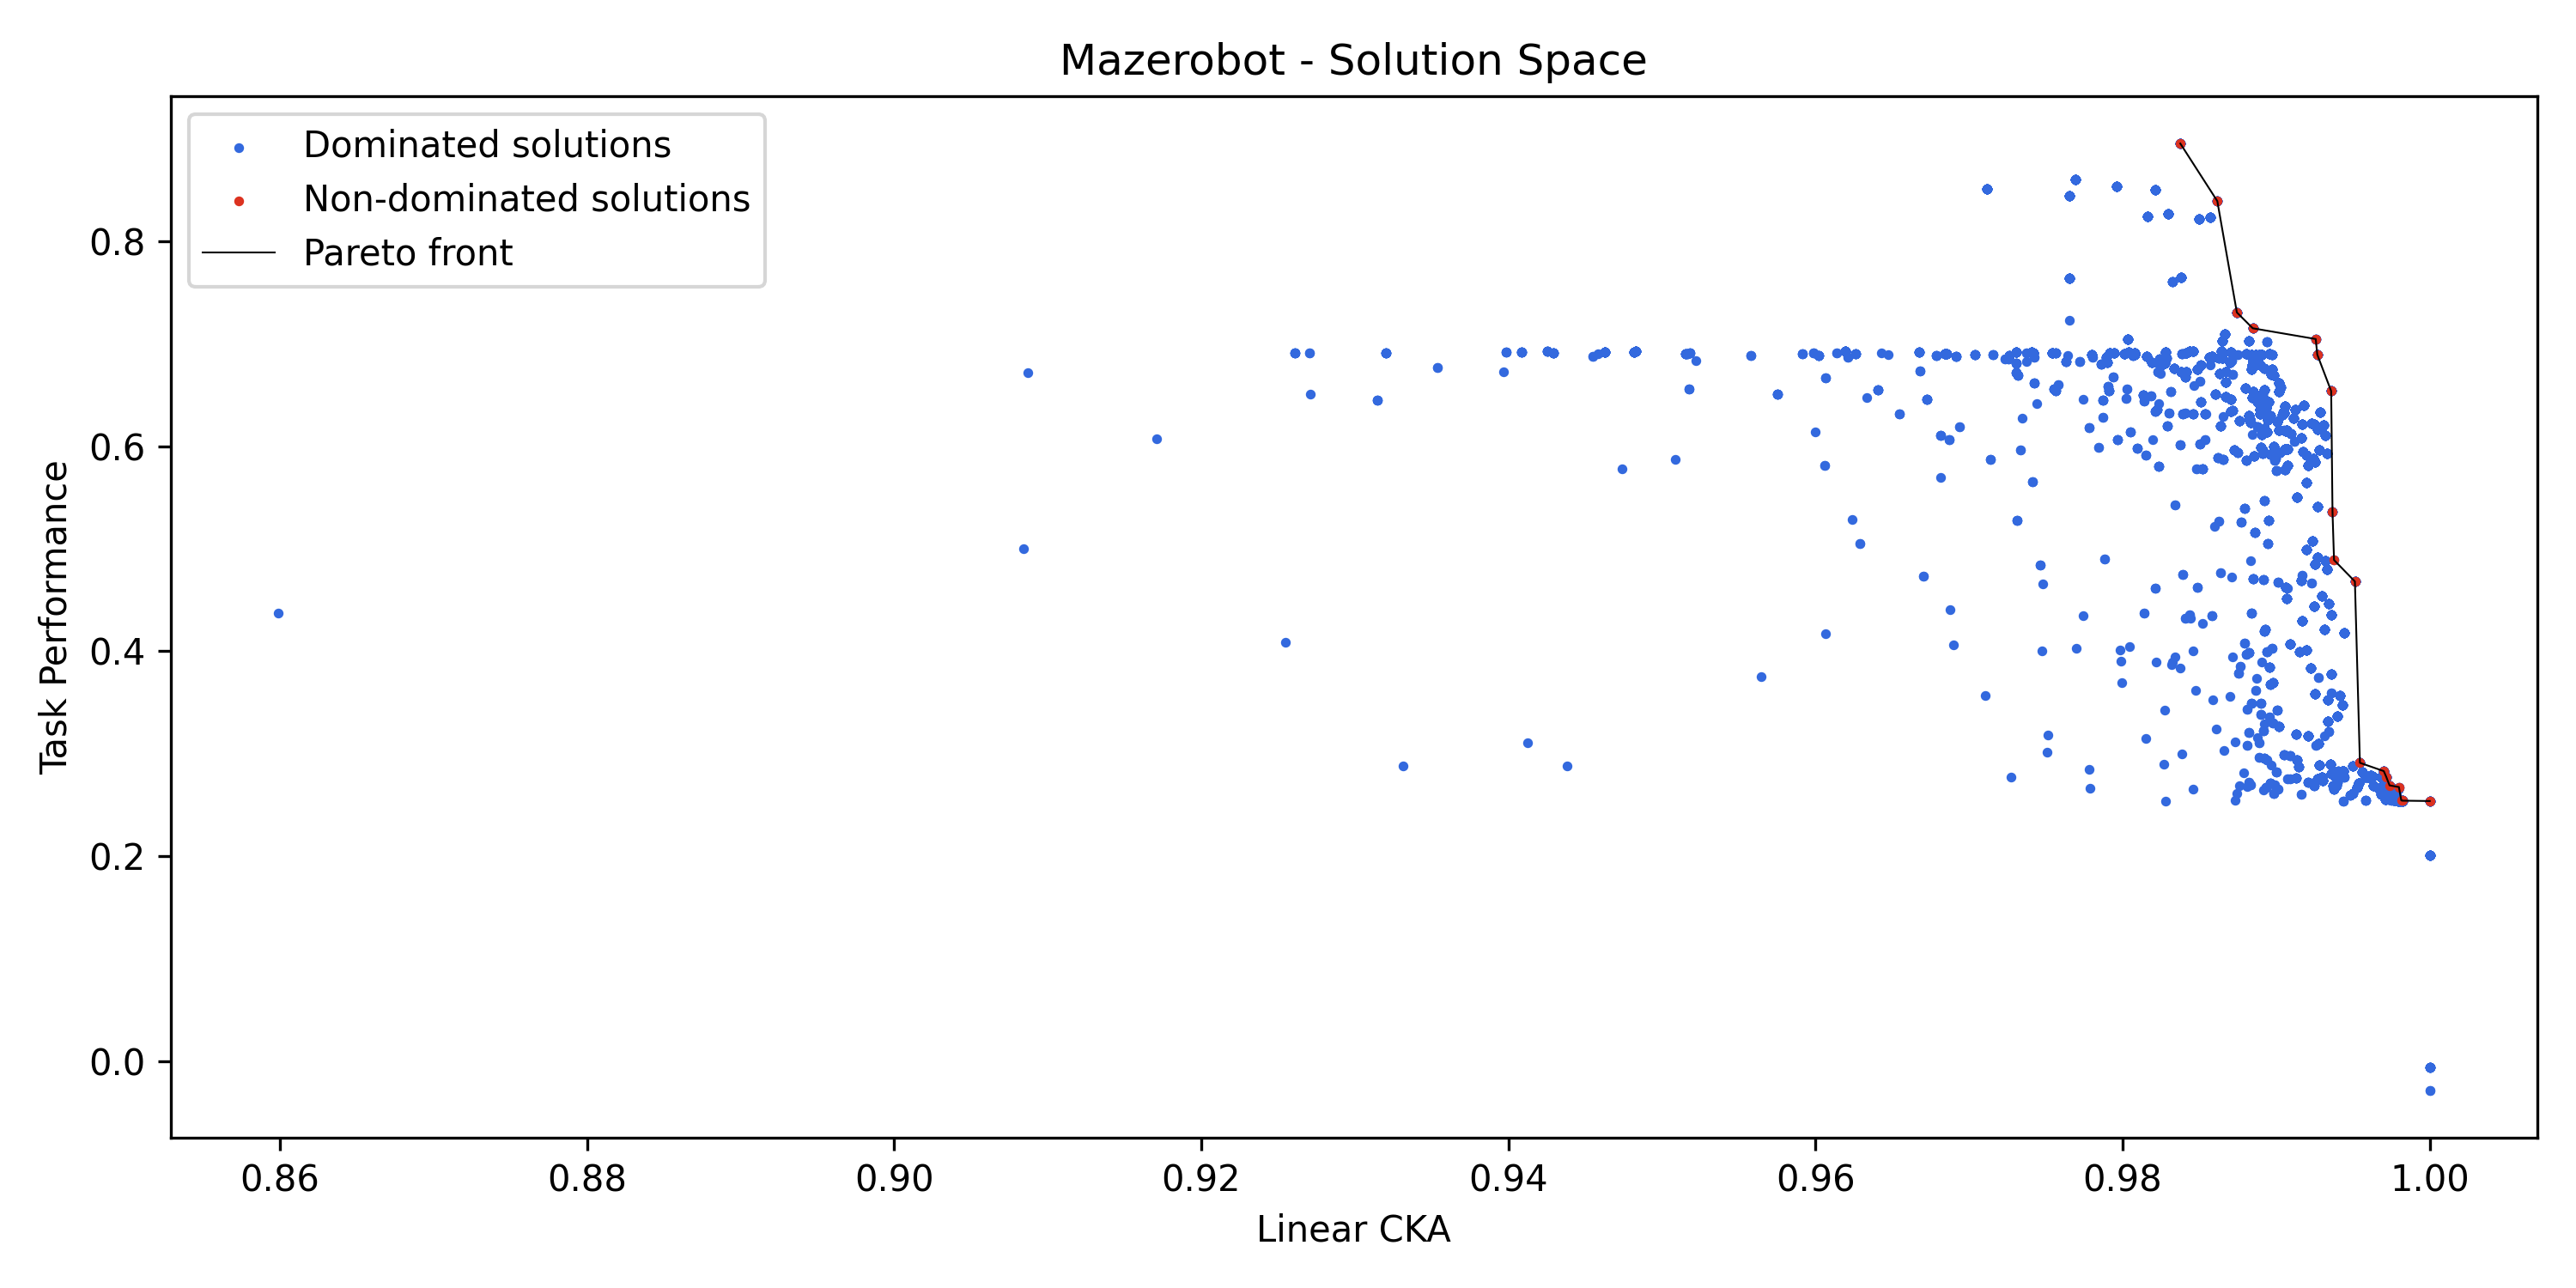 Mazerobot - Solution Space
Dominated solutions
Non-dominated solutions
Pareto front
Task Performance
0.8
0.6
0.4
0.2
0.0
0.86 0.88 0.90 0.92 0.94 0.96 0.98 1.00
Linear CKA